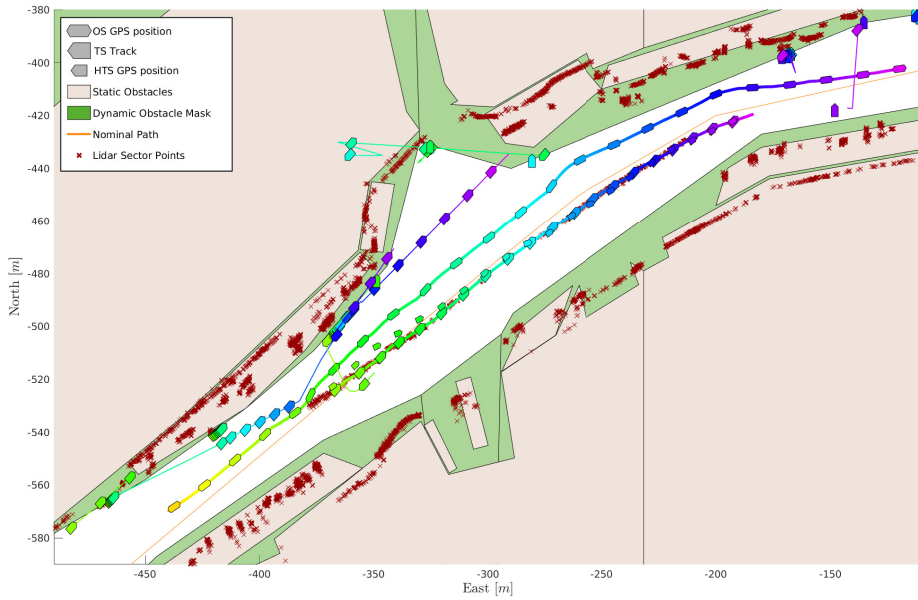 OS GPS position
TS Track
HTS GPS position
Static Obstacles
Dynamic Obstacle Mask
Nominal Path
Lidar Sector Points
North [m]
-380
-400
-420
-440
-460
-480
-500
-520
-540
-560
-580
-450
-400
-350
-300
-250
-200
-150
East [m]